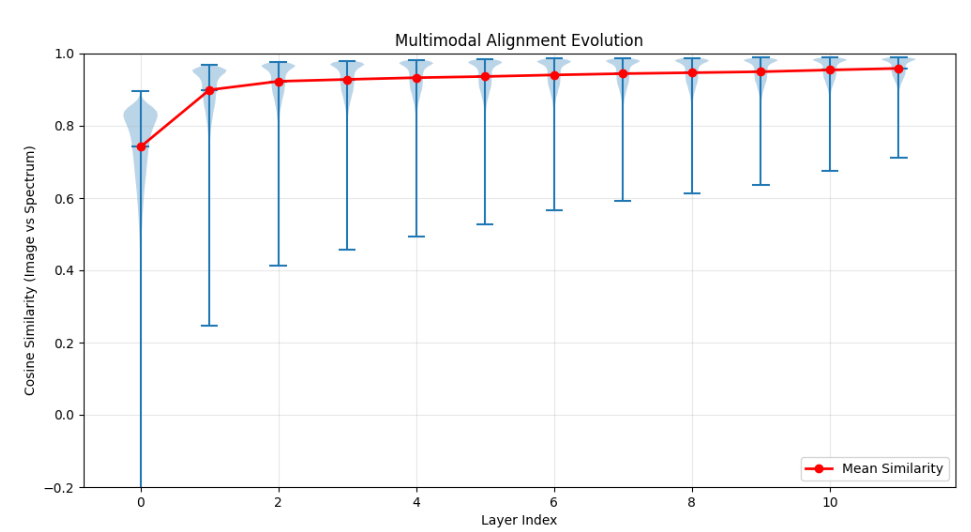 Multimodal Alignment Evolution
Cosine Similarity (Image vs Spectrum)
1.0
0.8
0.6
0.4
0.2
0.0
−0.2
0 2 4 6 8 10
Layer Index
Mean Similarity